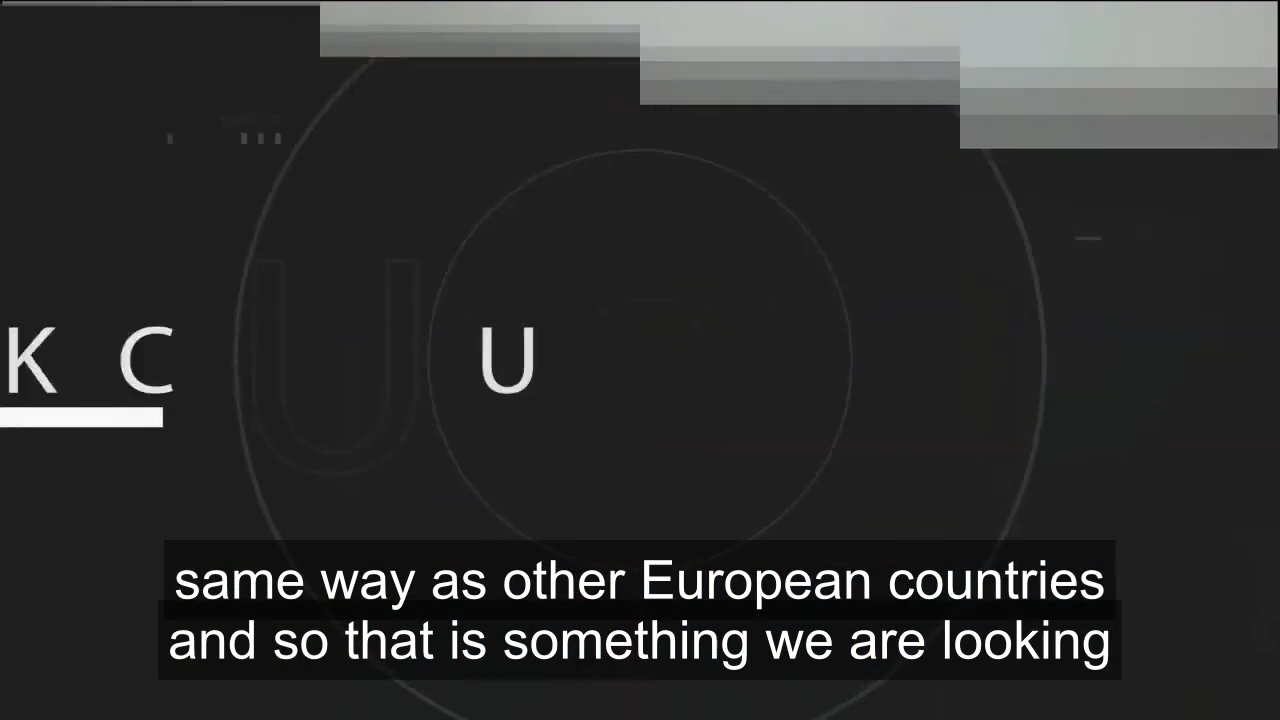 K C U
same way as other European countries
and so that is something we are looking